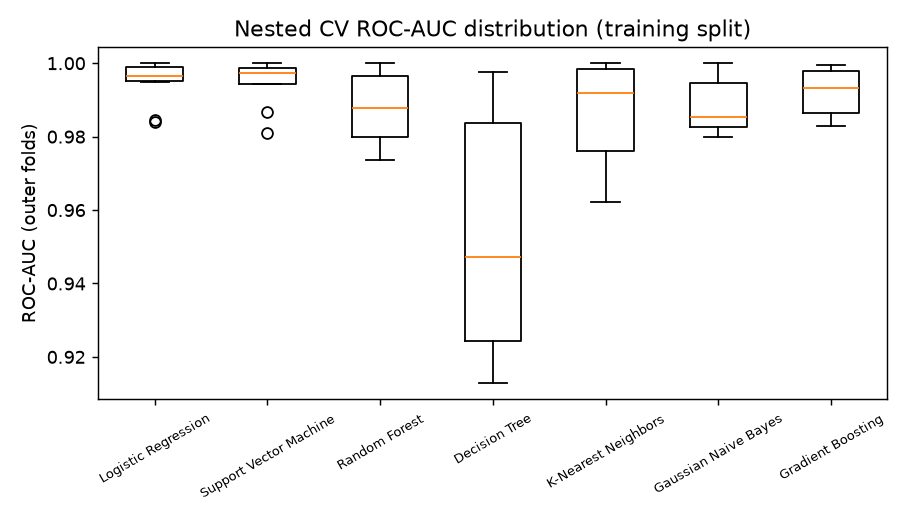 Nested CV ROC-AUC distribution (training split)
ROC-AUC (outer folds)
1.00
0.98
0.96
0.94
0.92
Logistic Regression
Support Vector Machine
Random Forest
Decision Tree
K-Nearest Neighbors
Gaussian Naive Bayes
Gradient Boosting